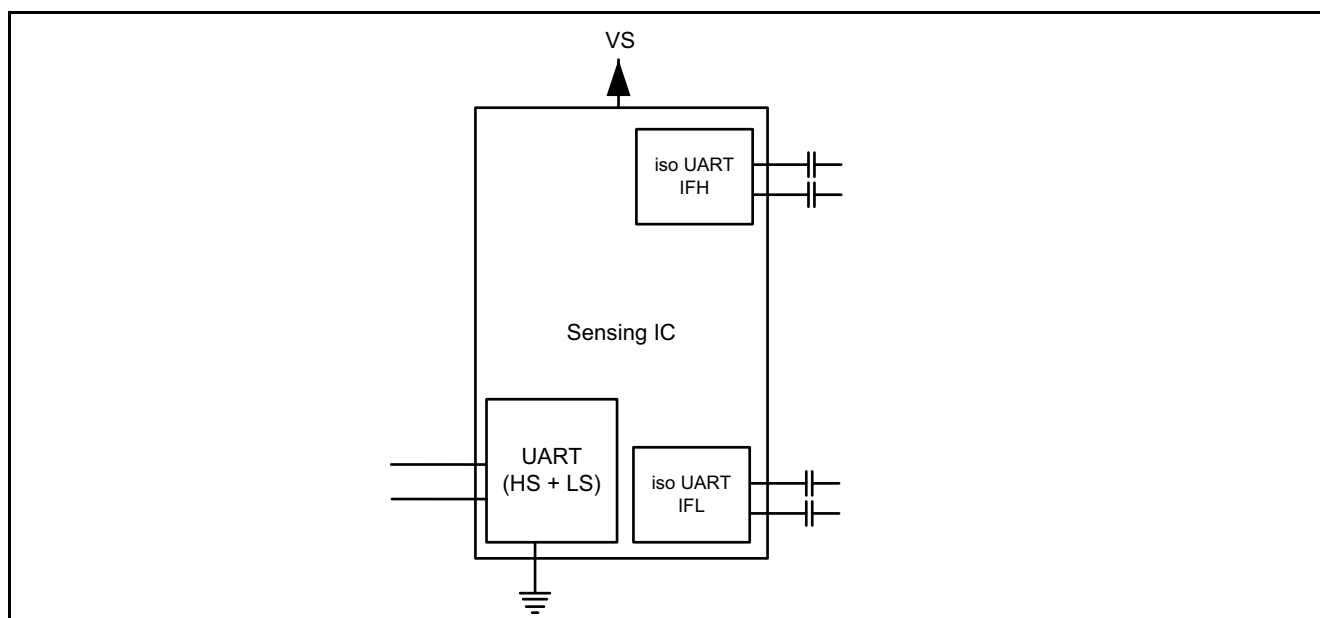 VS
iso UART
IFH
Sensing IC
UART
(HS + LS)
iso UART
IFL